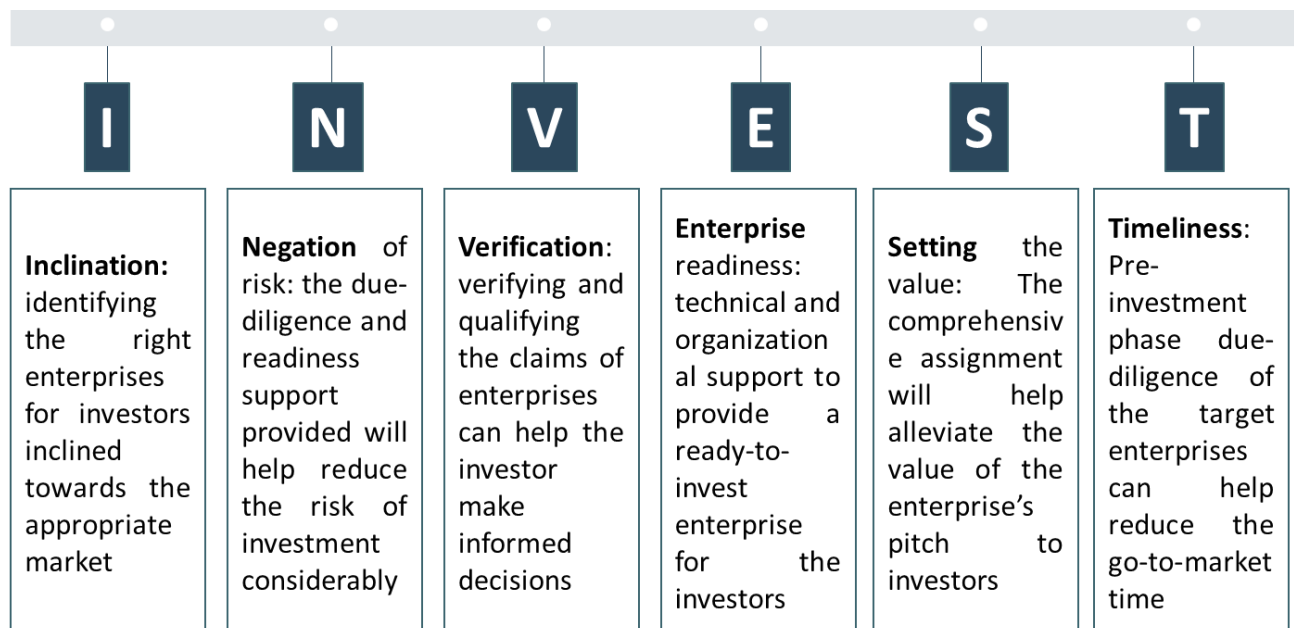 I
N
V
E
S
T
Inclination:
identifying
the right
enterprises
for investors
inclined
towards the
appropriate
market
Negation of
risk: the due-
diligence and
readiness
support
provided will
help reduce
the risk of
investment
considerably
Verification:
verifying and
qualifying
the claims of
enterprises
can help the
investor
make
informed
decisions
Enterprise
readiness:
technical and
organization
al support to
provide a
ready-to-
invest
enterprise
for the
investors
Setting the
value: The
comprehensiv
e assignment
will help
alleviate the
value of the
enterprise’s
pitch to
investors
Timeliness:
Pre-
investment
phase due-
diligence of
the target
enterprises
can help
reduce the
go-to-market
time